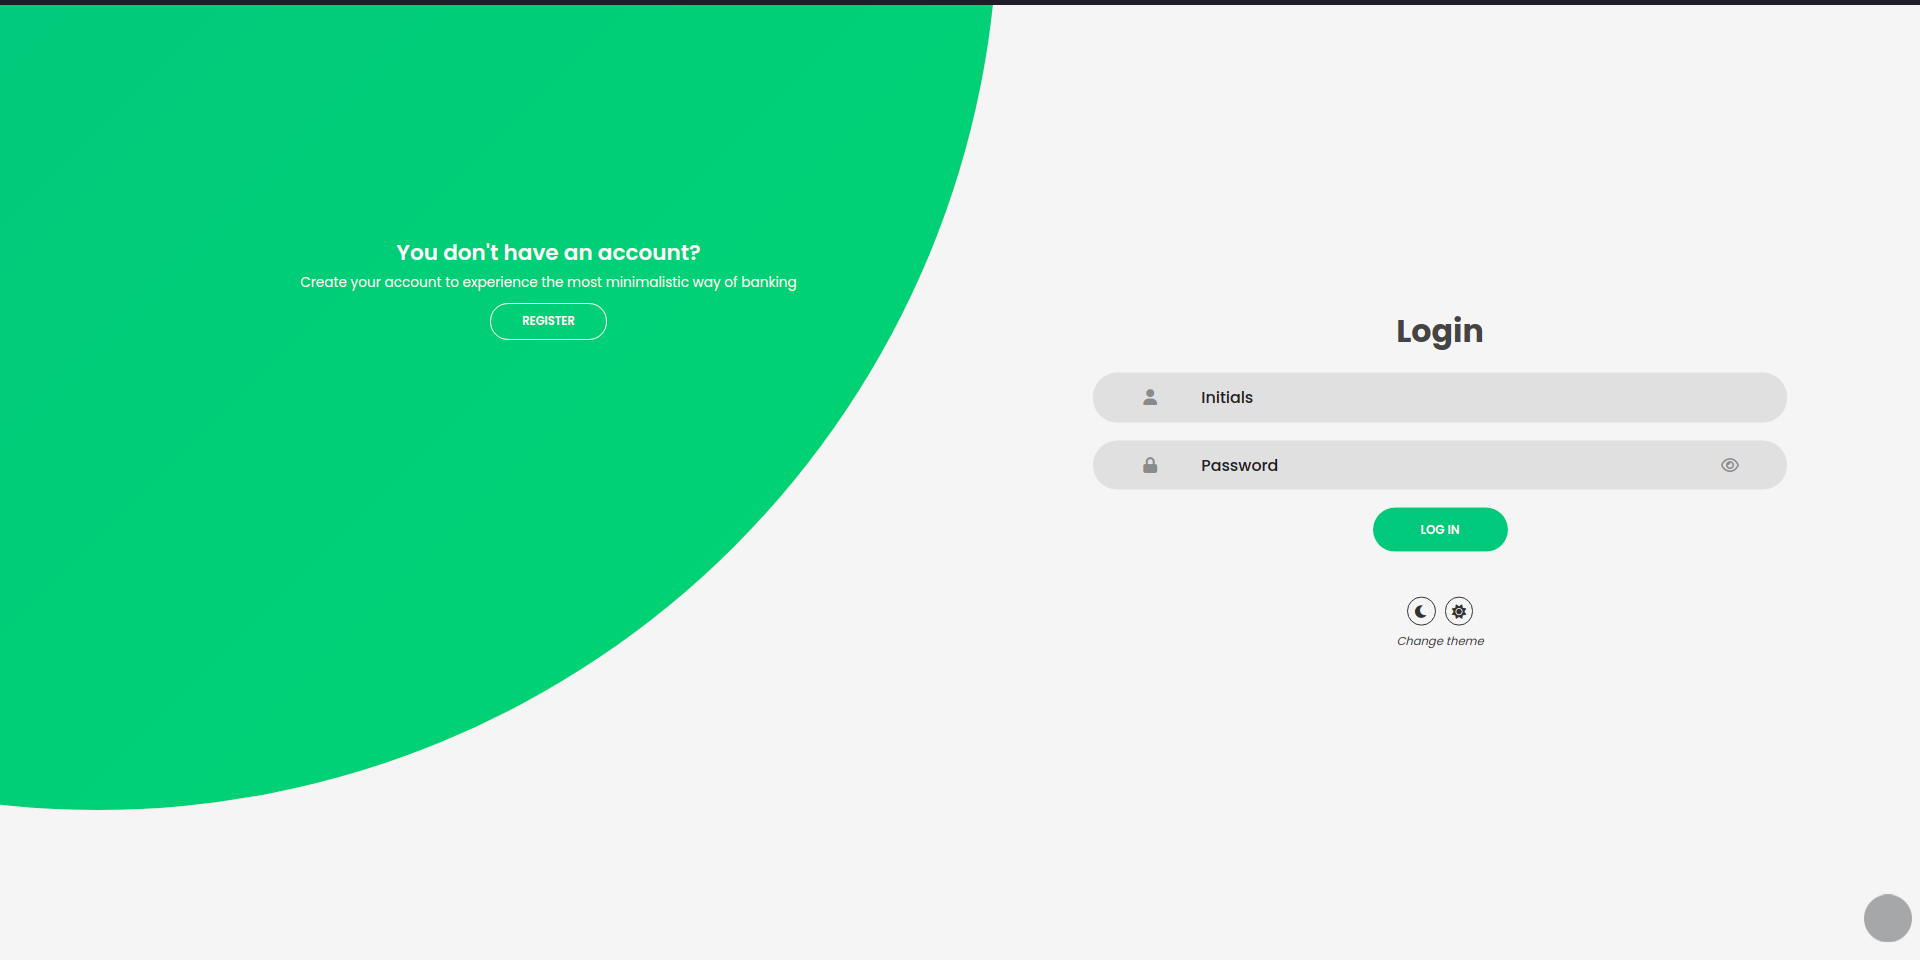 You don't have an account?
Create your account to experience the most minimalistic way of banking
REGISTER
Login
Initials
Password
LOG IN
Change theme